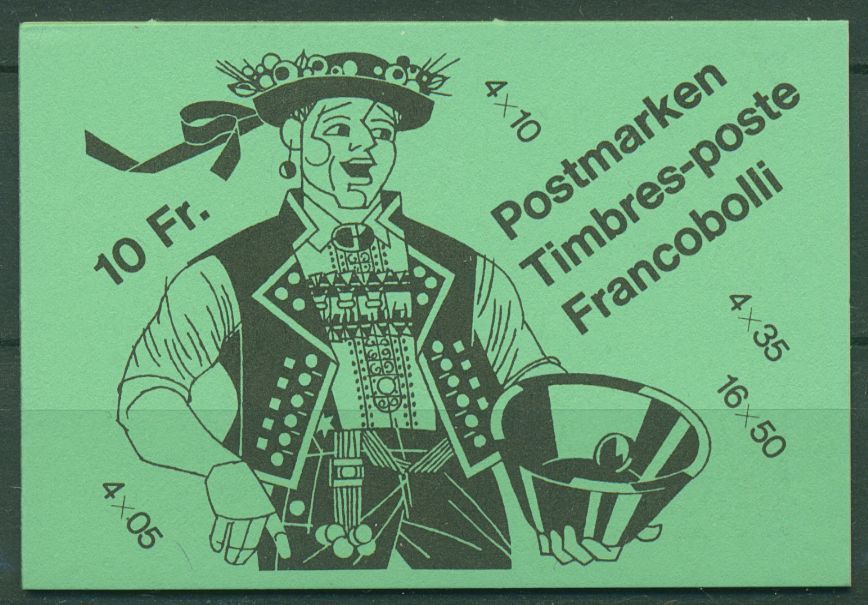 10 Fr.
4×10
Postmarken
Timbres-poste
Francobolli
4×35
16×50
4×05